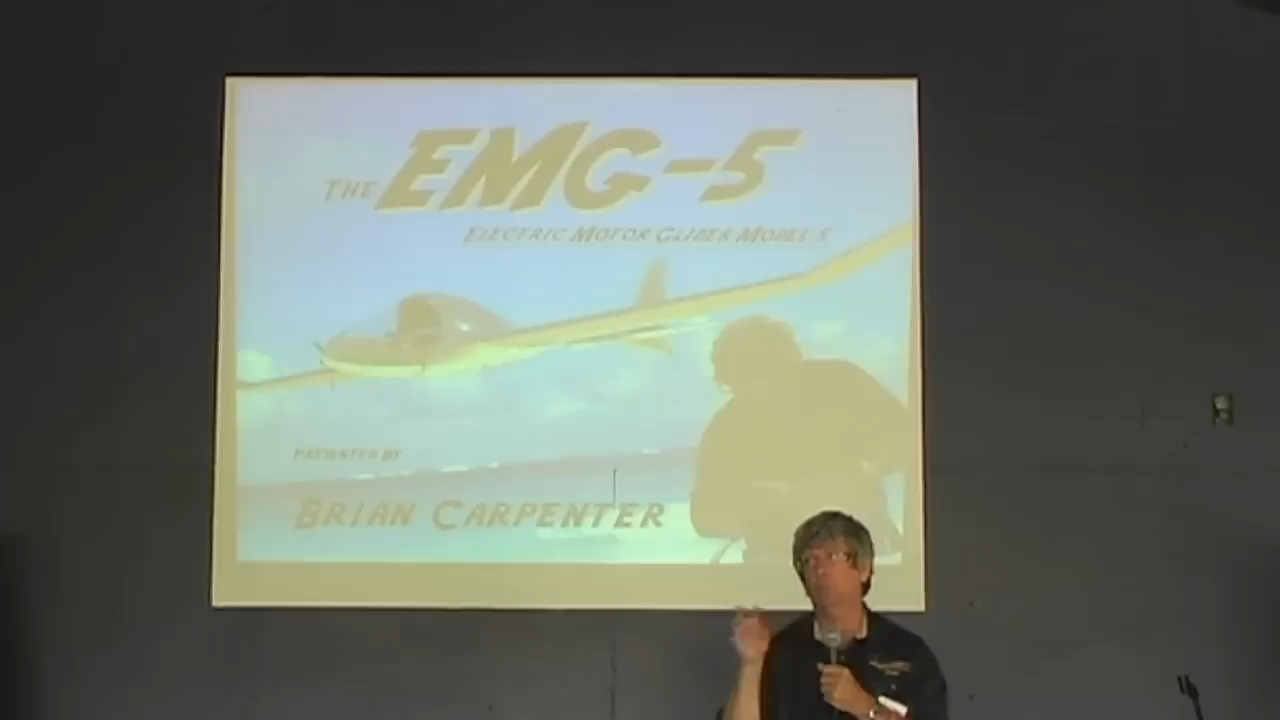 THE EMG-5
ELECTRIC MOTOR GLIDER MODEL 5
PRESENTED BY
BRIAN CARPENTER